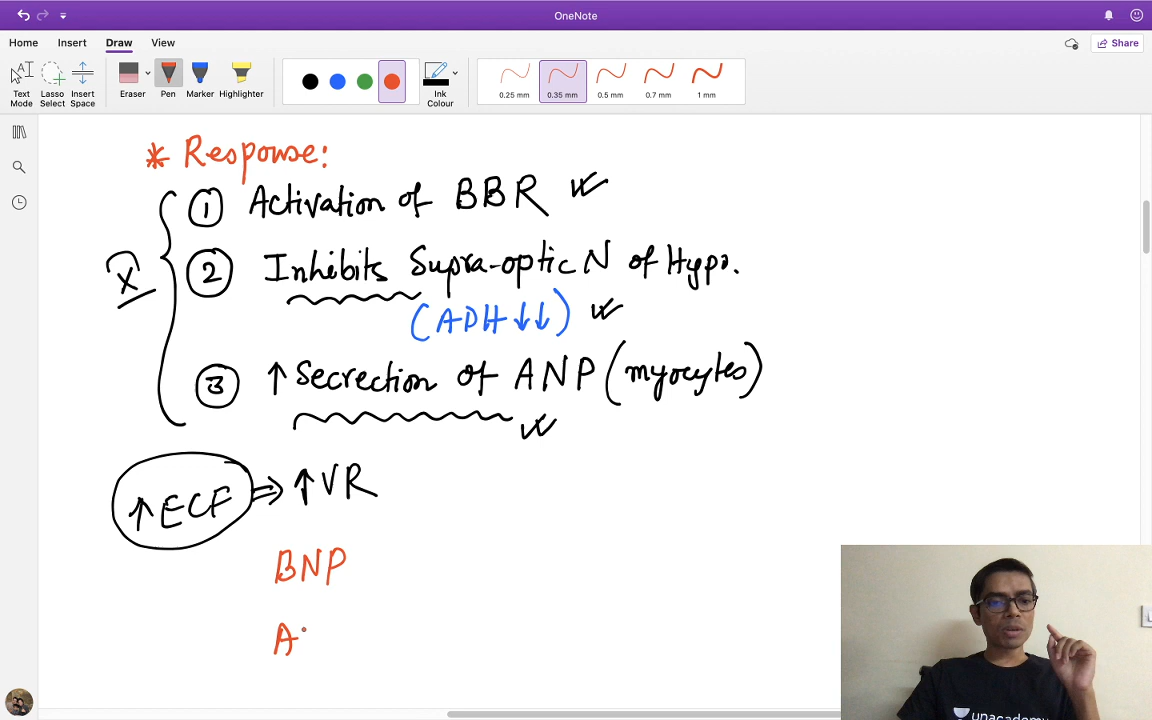 OneNote
Home Insert Draw View
Share
Text Mode
Lasso Select
Insert Space
Eraser
Pen
Marker
Highlighter
Ink Colour
0.25 mm
0.35 mm
0.5 mm
0.7 mm
1 mm
* Response:
① Activation of BBR
② Inhibits Supra-optic N of Hypo.
X
(ADH↓↓)
③ ↑ Secrection of ANP (myocytes)
↑ECF ⇒ ↑VR
BNP
A
unacademy